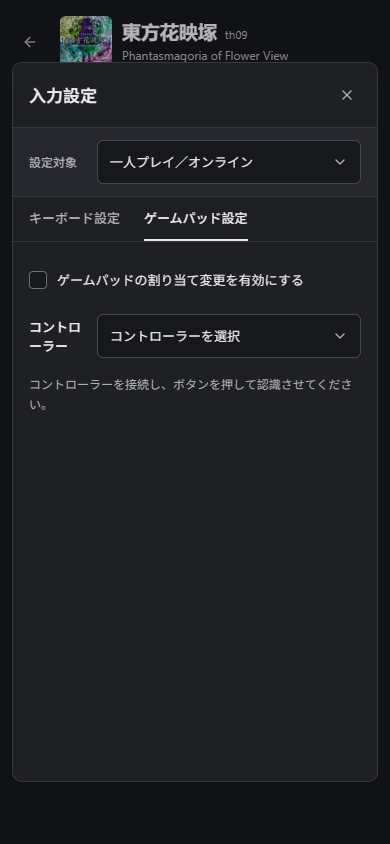 東方花映塚 th09
Phantasmagoria of Flower View
入力設定
設定対象 一人プレイ／オンライン
キーボード設定 ゲームパッド設定
ゲームパッドの割り当て変更を有効にする
コントロ
ーラー
コントローラーを選択
コントローラーを接続し、ボタンを押して認識させてくださ
い。